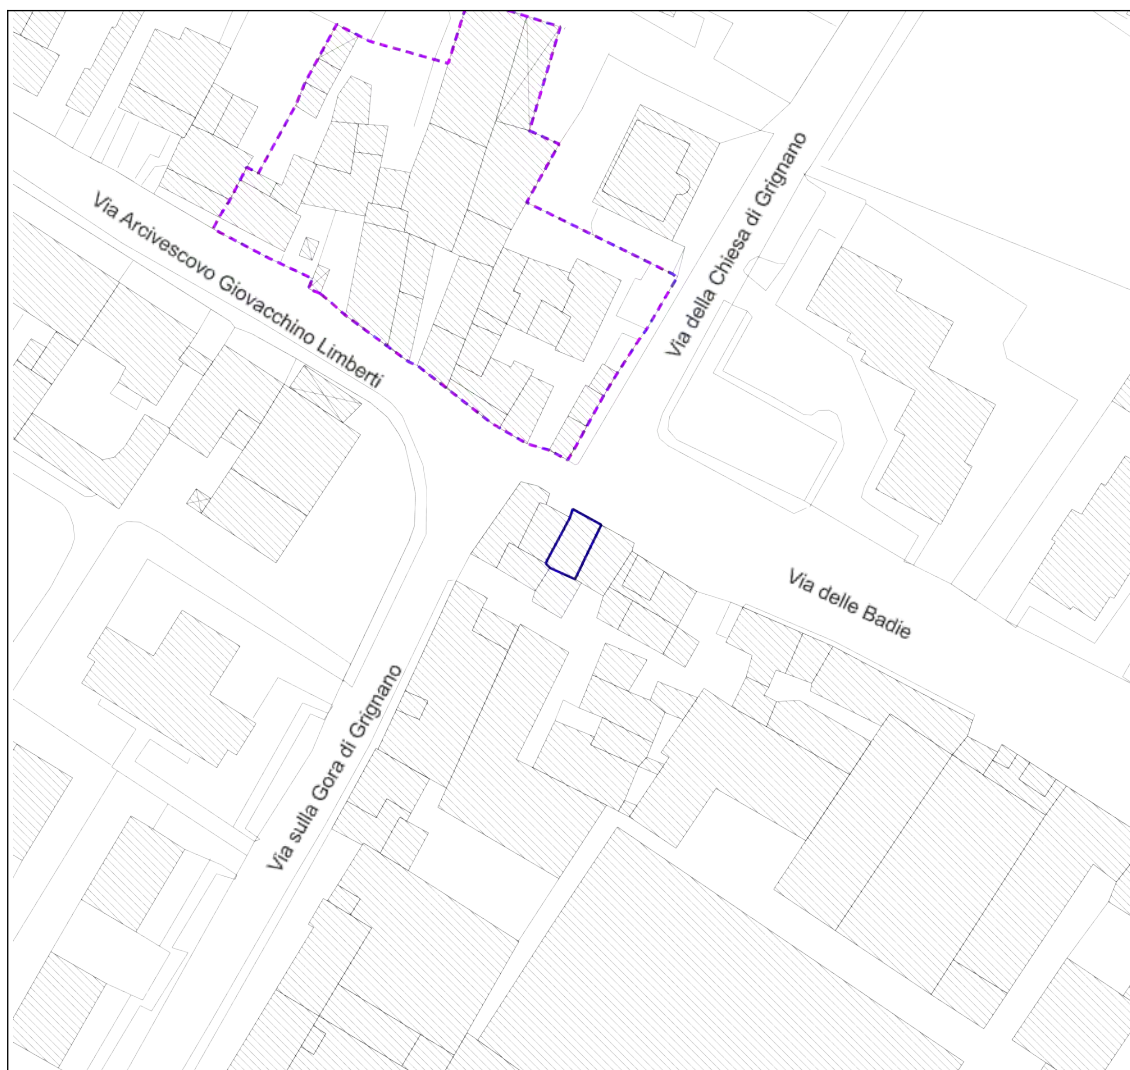 Via Arcivescovo Giovacchino Limberti
Via della Chiesa di Grignano
Via delle Badie
Via sulla Gora di Grignano